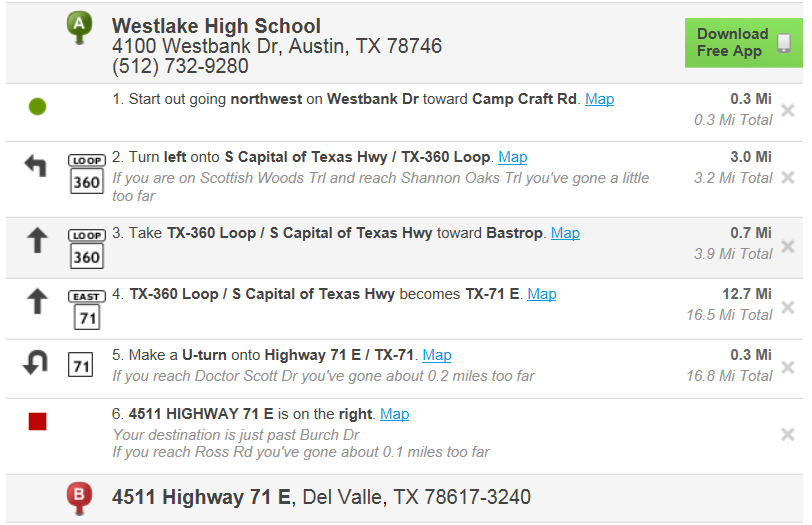 A
Westlake High School
4100 Westbank Dr, Austin, TX 78746
(512) 732-9280
Download
Free App
1. Start out going northwest on Westbank Dr toward Camp Craft Rd. Map
0.3 Mi
0.3 Mi Total
LOOP
360
2. Turn left onto S Capital of Texas Hwy / TX-360 Loop. Map
If you are on Scottish Woods Trl and reach Shannon Oaks Trl you've gone a little
too far
3.0 Mi
3.2 Mi Total
LOOP
360
3. Take TX-360 Loop / S Capital of Texas Hwy toward Bastrop. Map
0.7 Mi
3.9 Mi Total
EAST
71
4. TX-360 Loop / S Capital of Texas Hwy becomes TX-71 E. Map
12.7 Mi
16.5 Mi Total
71
5. Make a U-turn onto Highway 71 E / TX-71. Map
If you reach Doctor Scott Dr you've gone about 0.2 miles too far
0.3 Mi
16.8 Mi Total
6. 4511 HIGHWAY 71 E is on the right. Map
Your destination is just past Burch Dr
If you reach Ross Rd you've gone about 0.1 miles too far
B
4511 Highway 71 E, Del Valle, TX 78617-3240